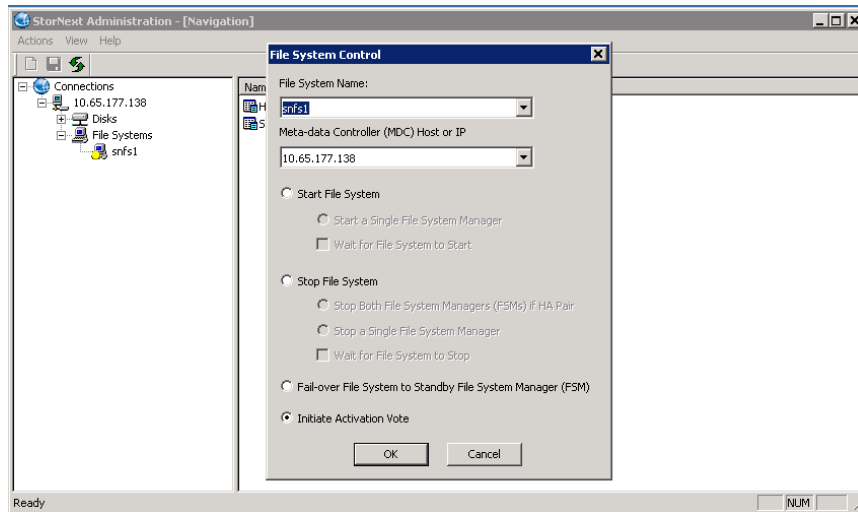 StorNext Administration - [Navigation]
Actions View Help
Connections
10.65.177.138
Disks
File Systems
snfs1
Nam
H
S
File System Control
File System Name:
snfs1
Meta-data Controller (MDC) Host or IP
10.65.177.138
Start File System
Start a Single File System Manager
Wait for File System to Start
Stop File System
Stop Both File System Managers (FSMs) if HA Pair
Stop a Single File System Manager
Wait for File System to Stop
Fail-over File System to Standby File System Manager (FSM)
Initiate Activation Vote
OK Cancel
Ready NUM